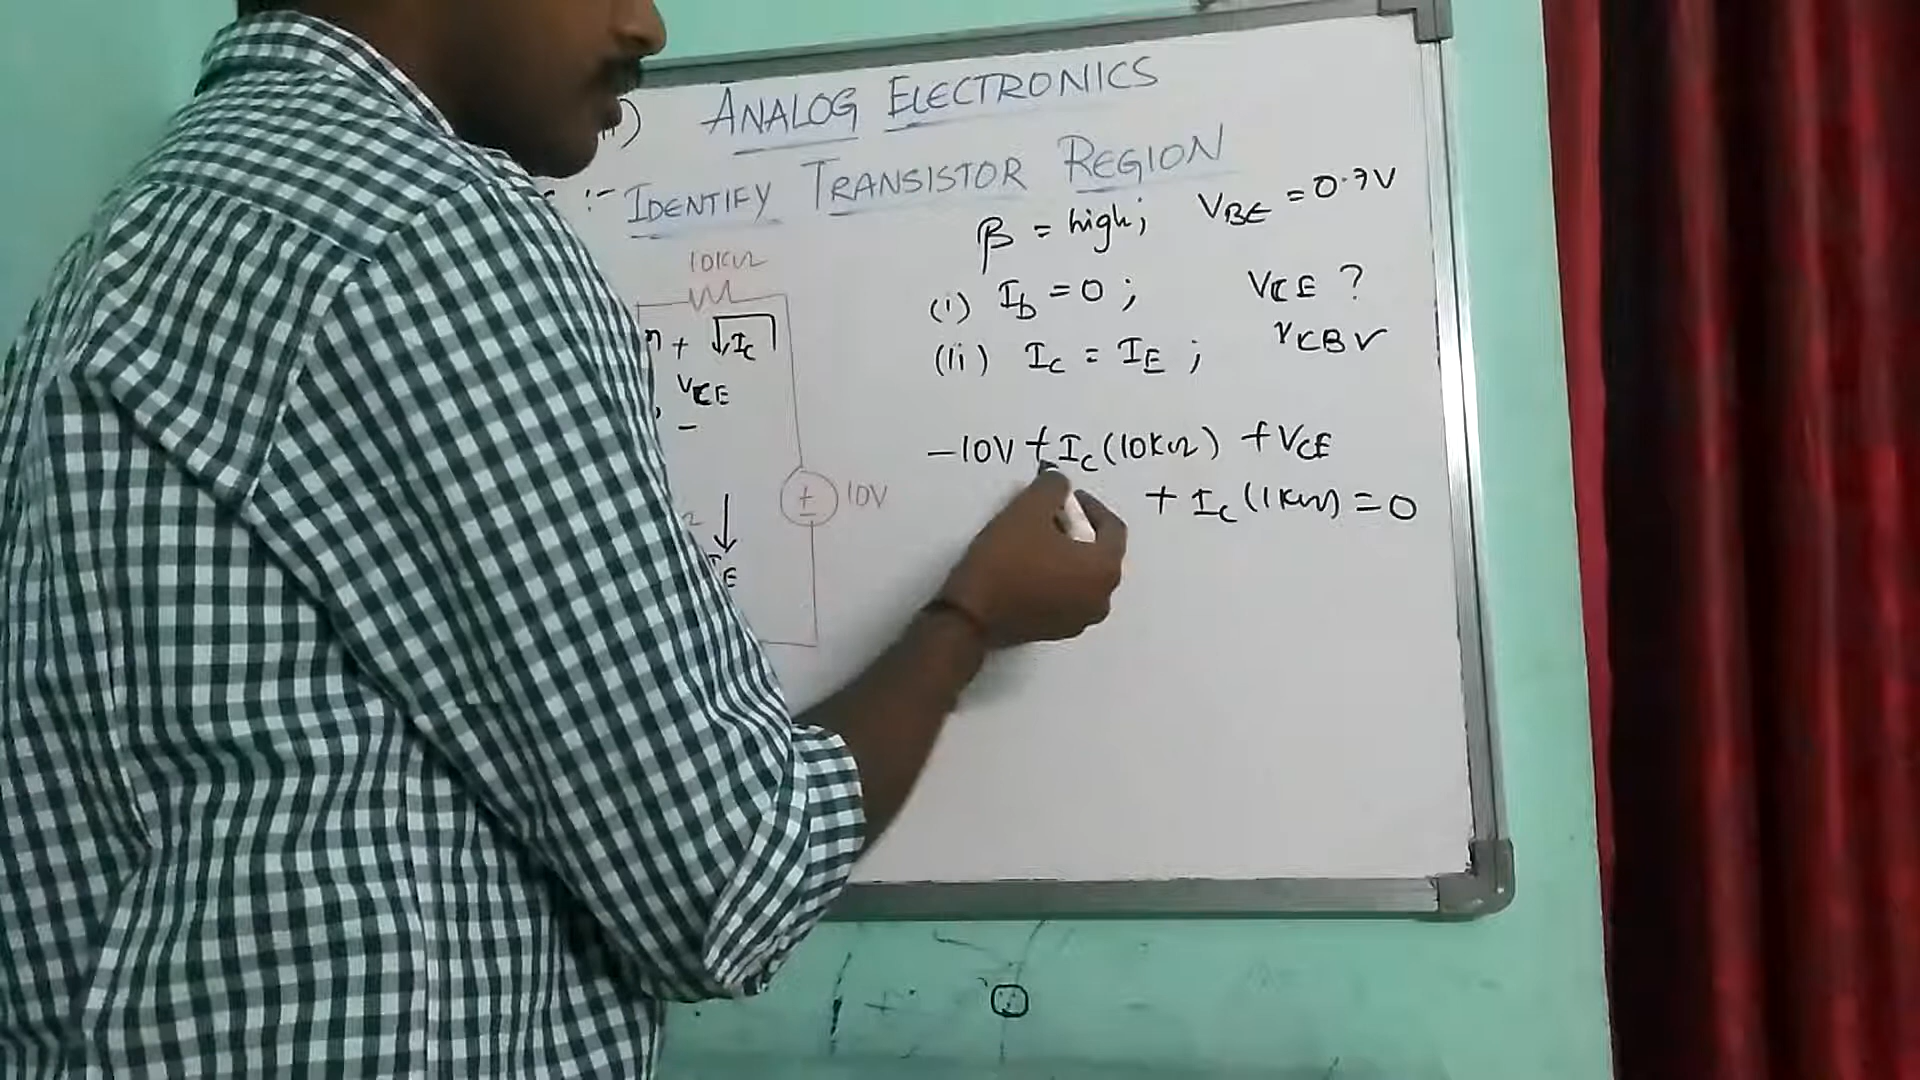 ANALOG ELECTRONICS
:- IDENTIFY TRANSISTOR REGION
β = high; VBE = 0.7V
(i) Ib = 0 ; VCE ?
(ii) IC = IE ; VCB
10KΩ
+ ↓IC
VCE
-
+
-
10V
↓
E
-10V + IC(10KΩ) + VCE
+ IC(1KΩ) = 0